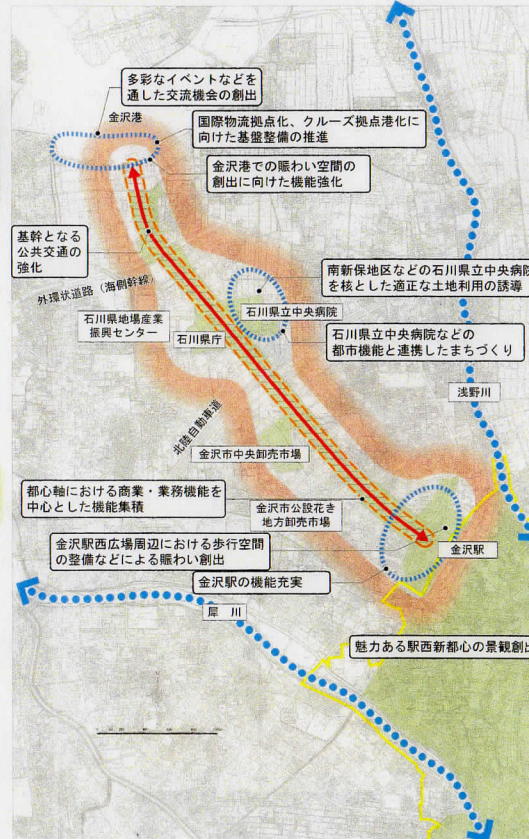 多彩なイベントなどを
通した交流機会の創出
金沢港
国際物流拠点化、クルーズ拠点港化に
向けた基盤整備の推進
金沢港での賑わい空間の
創出に向けた機能強化
基幹となる
公共交通の
強化
南新保地区などの石川県立中央病院
を核とした適正な土地利用の誘導
外環状道路（海側幹線）
石川県立中央病院
石川県地場産業
振興センター
石川県庁
石川県立中央病院などの
都市機能と連携したまちづくり
浅野川
北陸自動車道
金沢市中央卸売市場
都心軸における商業・業務機能を
中心とした機能集積
金沢市公設花き
地方卸売市場
金沢駅西広場周辺における歩行空間
の整備などによる賑わい創出
金沢駅
金沢駅の機能充実
犀川
魅力ある駅西新都心の景観創出